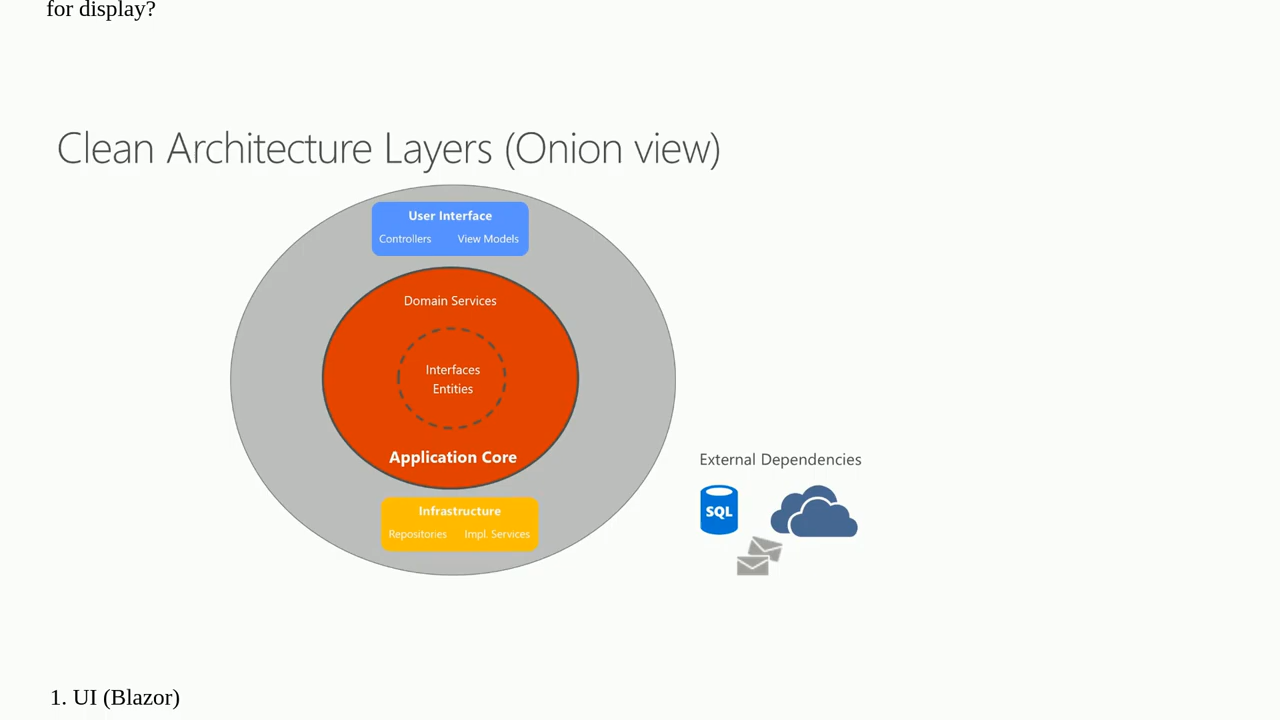 for display?
Clean Architecture Layers (Onion view)
User Interface
Controllers View Models
Domain Services
Interfaces
Entities
Application Core
Infrastructure
Repositories Impl. Services
External Dependencies
SQL
1. UI (Blazor)